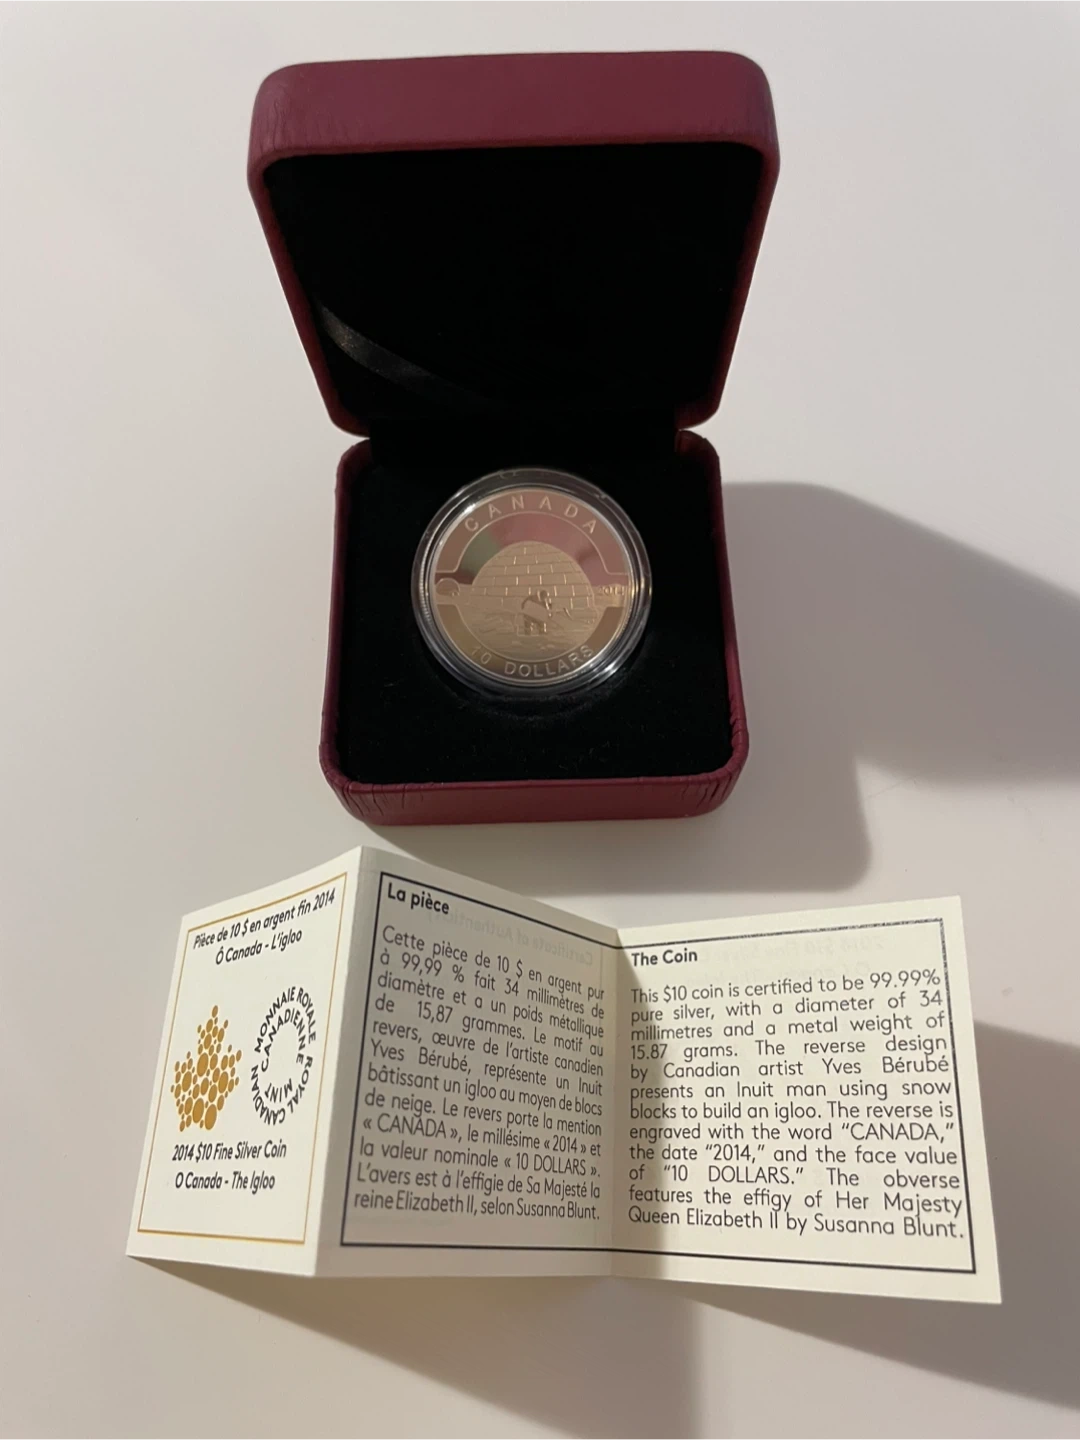 CANADA
2014
10 DOLLARS
Pièce de 10 $ en argent fin 2014
Ô Canada - L'igloo
MONNAIE ROYALE CANADIENNE
ROYAL CANADIAN MINT
2014 $10 Fine Silver Coin
O Canada - The Igloo
La pièce
Cette pièce de 10 $ en argent pur
à 99,99 % fait 34 millimètres de
diamètre et a un poids métallique
de 15,87 grammes. Le motif au
revers, œuvre de l'artiste canadien
Yves Bérubé, représente un Inuit
bâtissant un igloo au moyen de blocs
de neige. Le revers porte la mention
« CANADA », le millésime « 2014 » et
la valeur nominale « 10 DOLLARS ».
L'avers est à l'effigie de Sa Majesté la
reine Elizabeth II, selon Susanna Blunt.
The Coin
This $10 coin is certified to be 99.99%
pure silver, with a diameter of 34
millimetres and a metal weight of
15.87 grams. The reverse design
by Canadian artist Yves Bérubé
presents an Inuit man using snow
blocks to build an igloo. The reverse is
engraved with the word “CANADA,”
the date “2014,” and the face value
of “10 DOLLARS.” The obverse
features the effigy of Her Majesty
Queen Elizabeth II by Susanna Blunt.